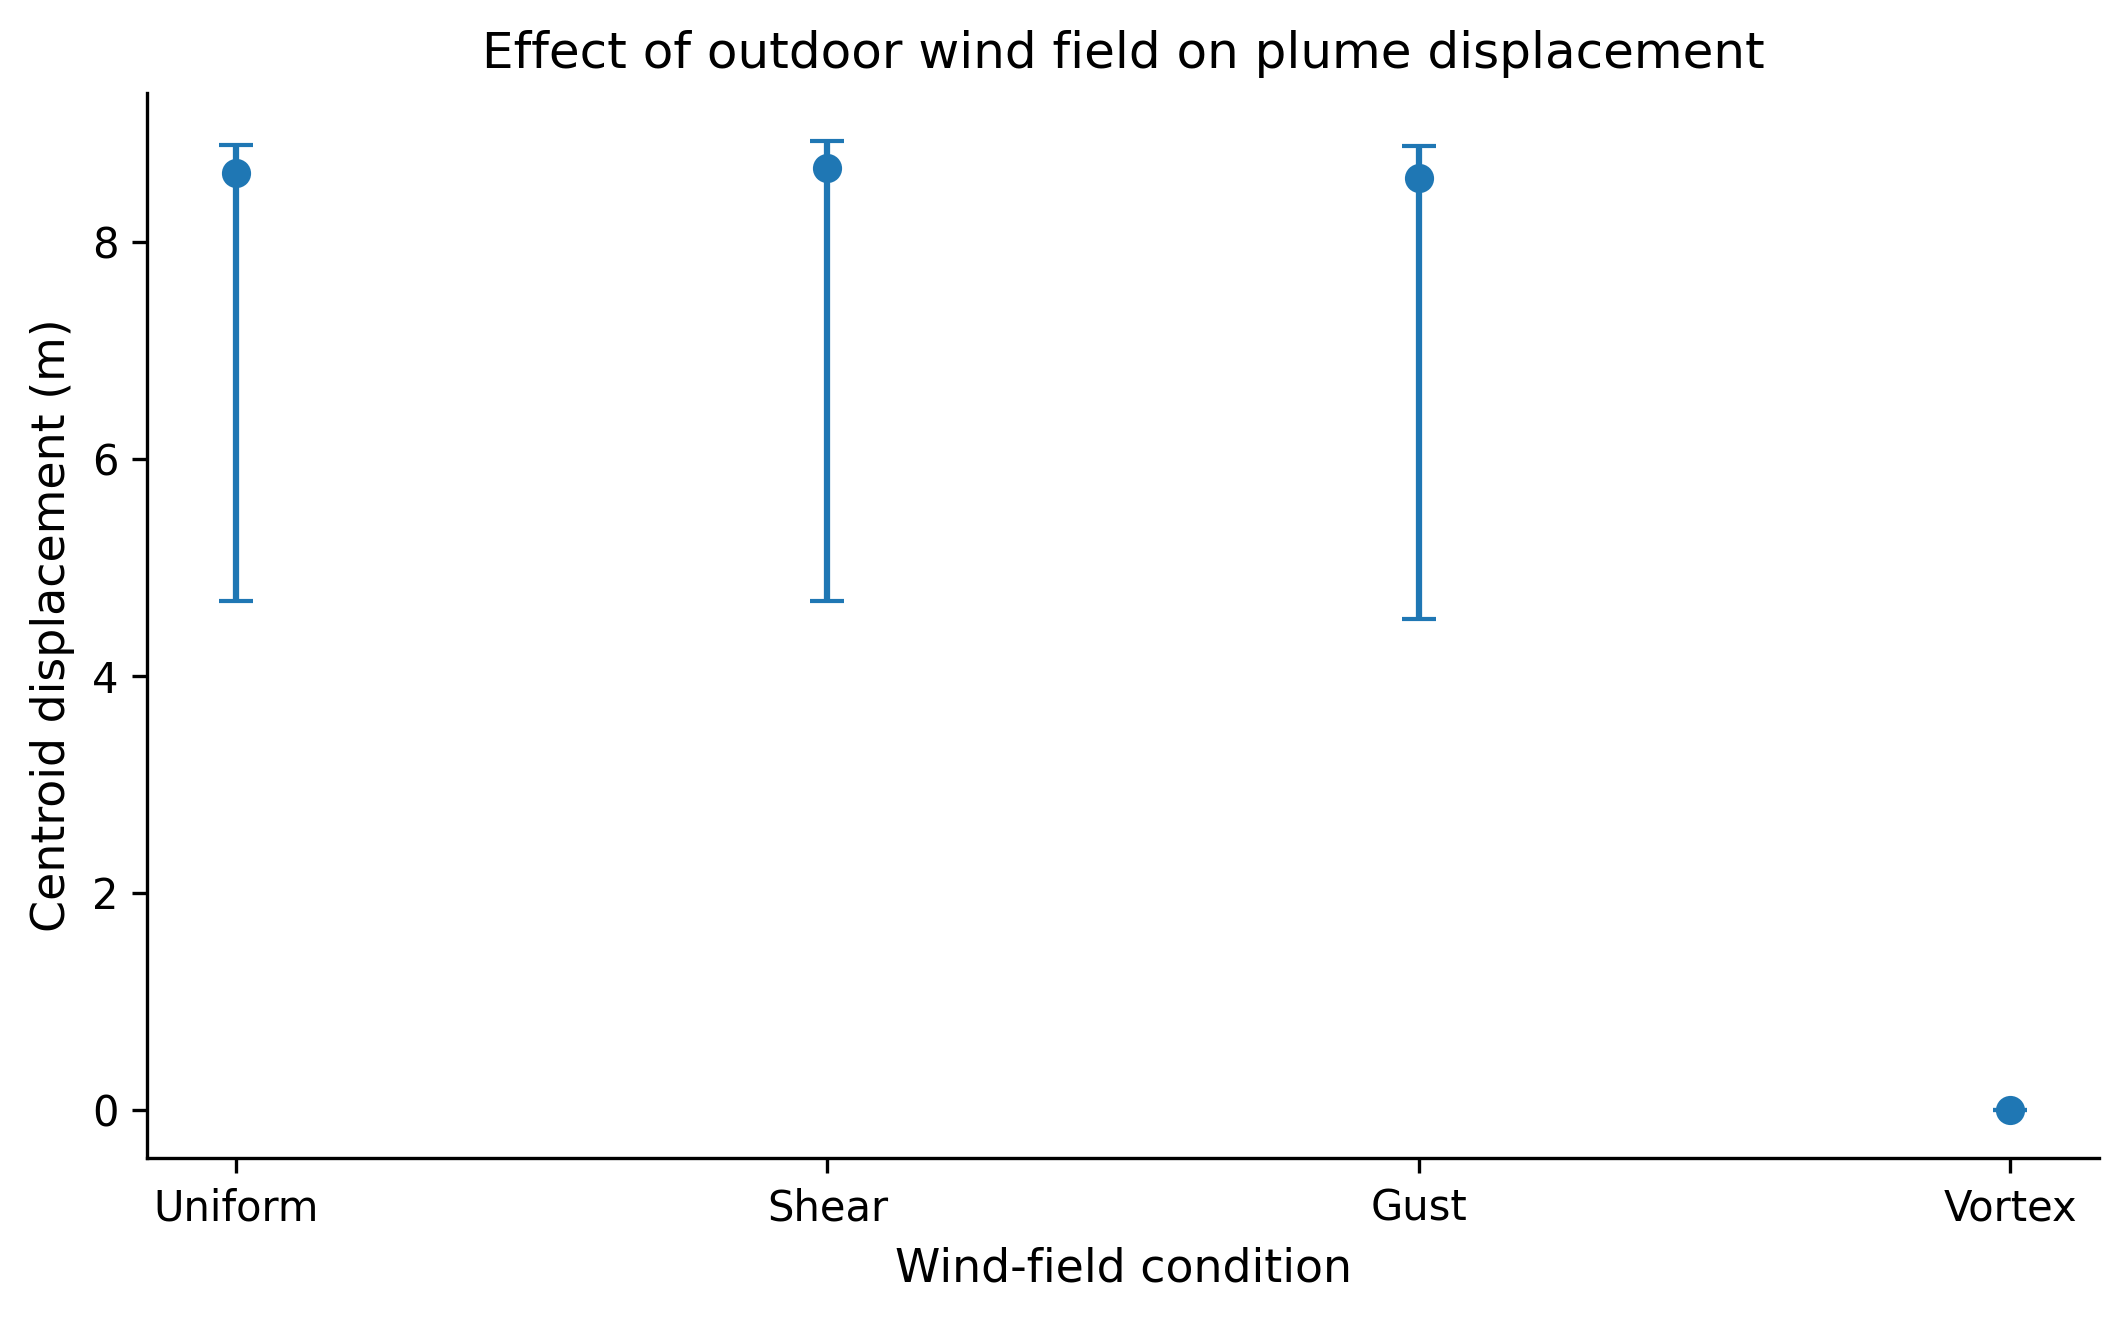 Effect of outdoor wind field on plume displacement
Centroid displacement (m)
8
6
4
2
0
Uniform
Shear
Gust
Vortex
Wind-field condition